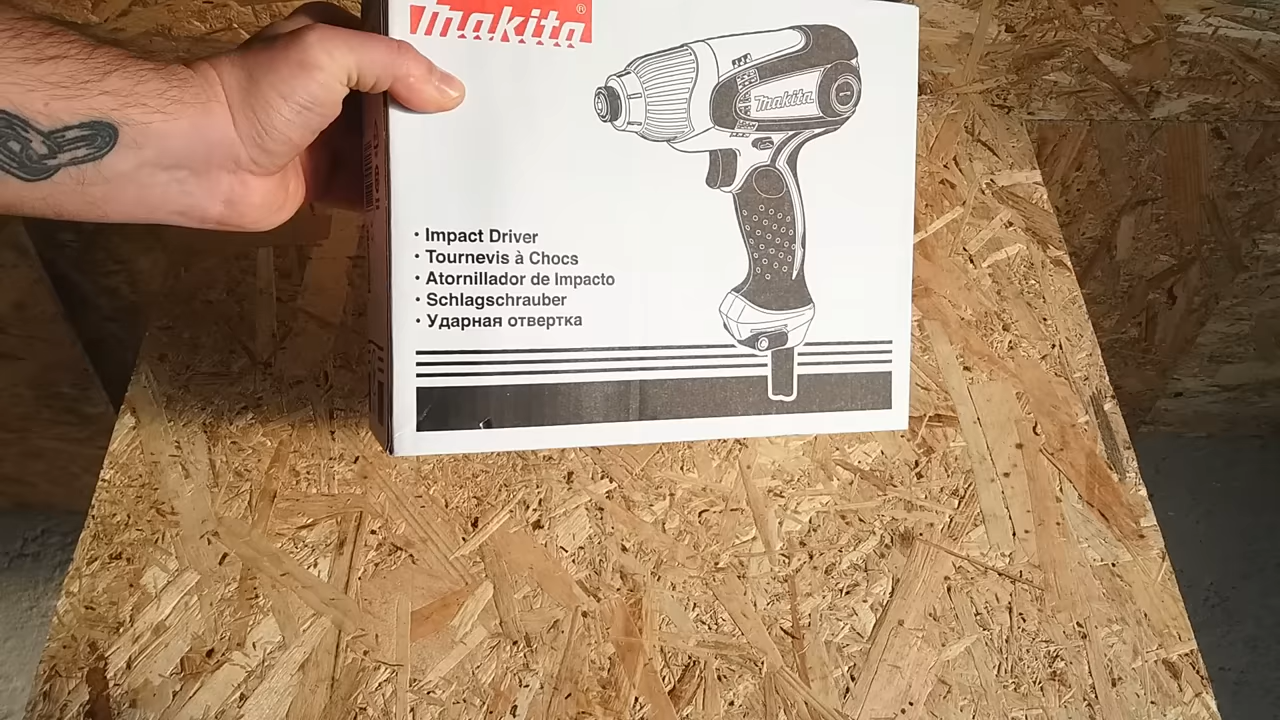 Makita®
Makita
• Impact Driver
• Tournevis à Chocs
• Atornillador de Impacto
• Schlagschrauber
• Ударная отвертка